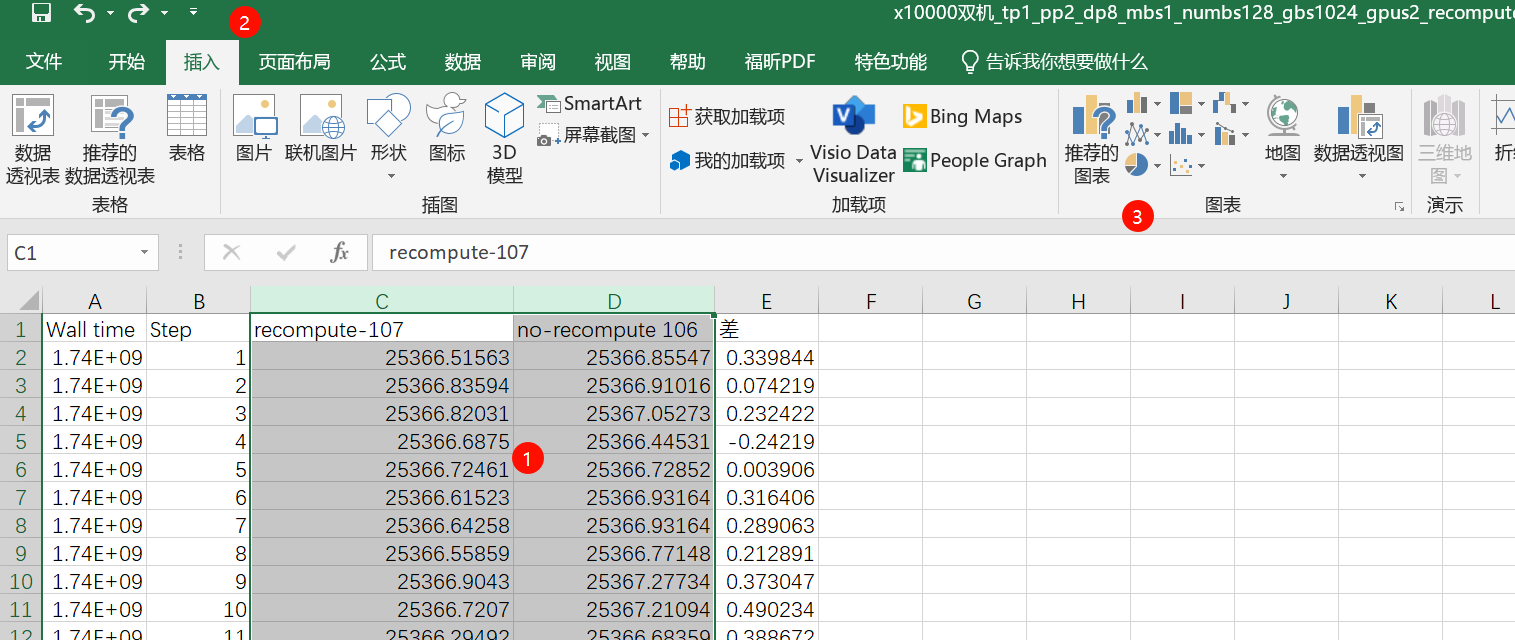 x10000双机_tp1_pp2_dp8_mbs1_numbs128_gbs1024_gpus2_recompute
2
文件 开始 插入 页面布局 公式 数据 审阅 视图 帮助 福昕PDF 特色功能 告诉我你想要做什么
数据透视表
推荐的数据透视表
表格
表格
图片
联机图片
形状
图标
3D模型
SmartArt
屏幕截图
插图
获取加载项
我的加载项
Visio Data Visualizer
Bing Maps
People Graph
加载项
推荐的图表
地图
数据透视图
图表
三维地图
演示
3
C1
fx
recompute-107
A B C D E F G H I J K L
1 Wall time Step recompute-107 no-recompute 106 差
2 1.74E+09 1 25366.51563 25366.85547 0.339844
3 1.74E+09 2 25366.83594 25366.91016 0.074219
4 1.74E+09 3 25366.82031 25367.05273 0.232422
5 1.74E+09 4 25366.6875 25366.44531 -0.24219
1
6 1.74E+09 5 25366.72461 25366.72852 0.003906
7 1.74E+09 6 25366.61523 25366.93164 0.316406
8 1.74E+09 7 25366.64258 25366.93164 0.289063
9 1.74E+09 8 25366.55859 25366.77148 0.212891
10 1.74E+09 9 25366.9043 25367.27734 0.373047
11 1.74E+09 10 25366.7207 25367.21094 0.490234
12 1.74E+09 11 25366.29492 25366.68359 0.388672